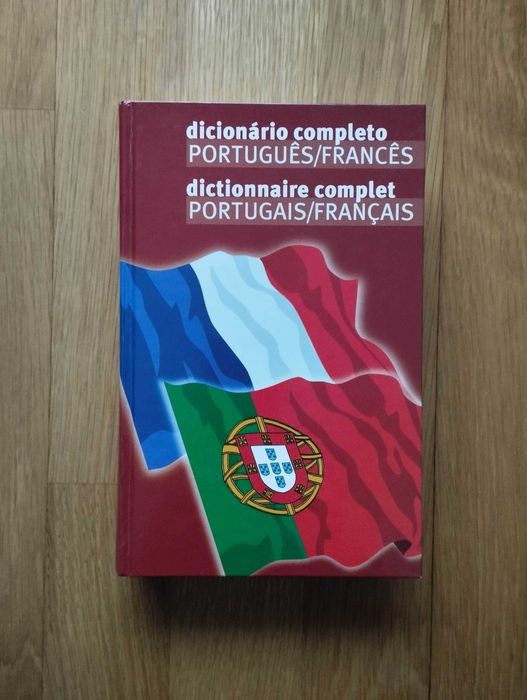 dicionário completo
PORTUGUÊS/FRANCÊS
dictionnaire complet
PORTUGAIS/FRANÇAIS